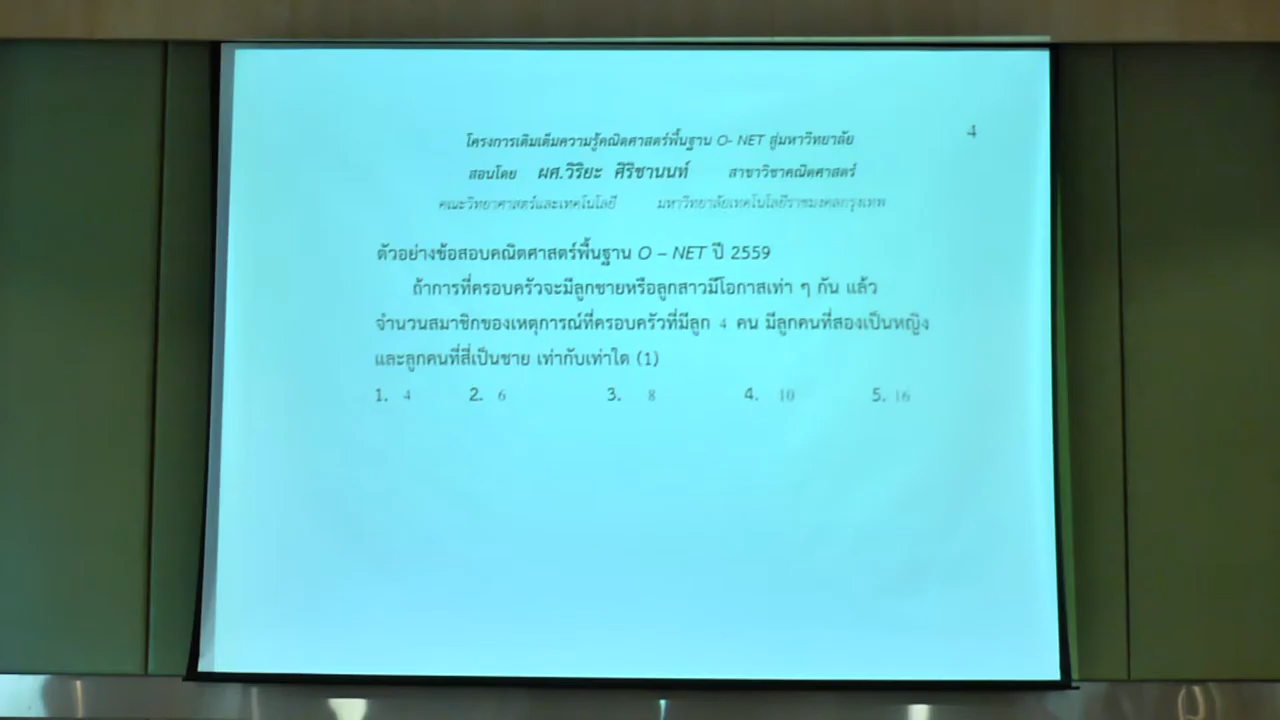 4
โครงการเติมเต็มความรู้คณิตศาสตร์พื้นฐาน O- NET สู่มหาวิทยาลัย
สอนโดย ผศ.วิริยะ ศิริชานนท์ สาขาวิชาคณิตศาสตร์
คณะวิทยาศาสตร์และเทคโนโลยี มหาวิทยาลัยเทคโนโลยีราชมงคลกรุงเทพ
ตัวอย่างข้อสอบคณิตศาสตร์พื้นฐาน O – NET ปี 2559
ถ้าการที่ครอบครัวจะมีลูกชายหรือลูกสาวมีโอกาสเท่า ๆ กัน แล้ว
จำนวนสมาชิกของเหตุการณ์ที่ครอบครัวที่มีลูก 4 คน มีลูกคนที่สองเป็นหญิง
และลูกคนที่สี่เป็นชาย เท่ากับเท่าใด (1)
1. 4 2. 6 3. 8 4. 10 5. 16